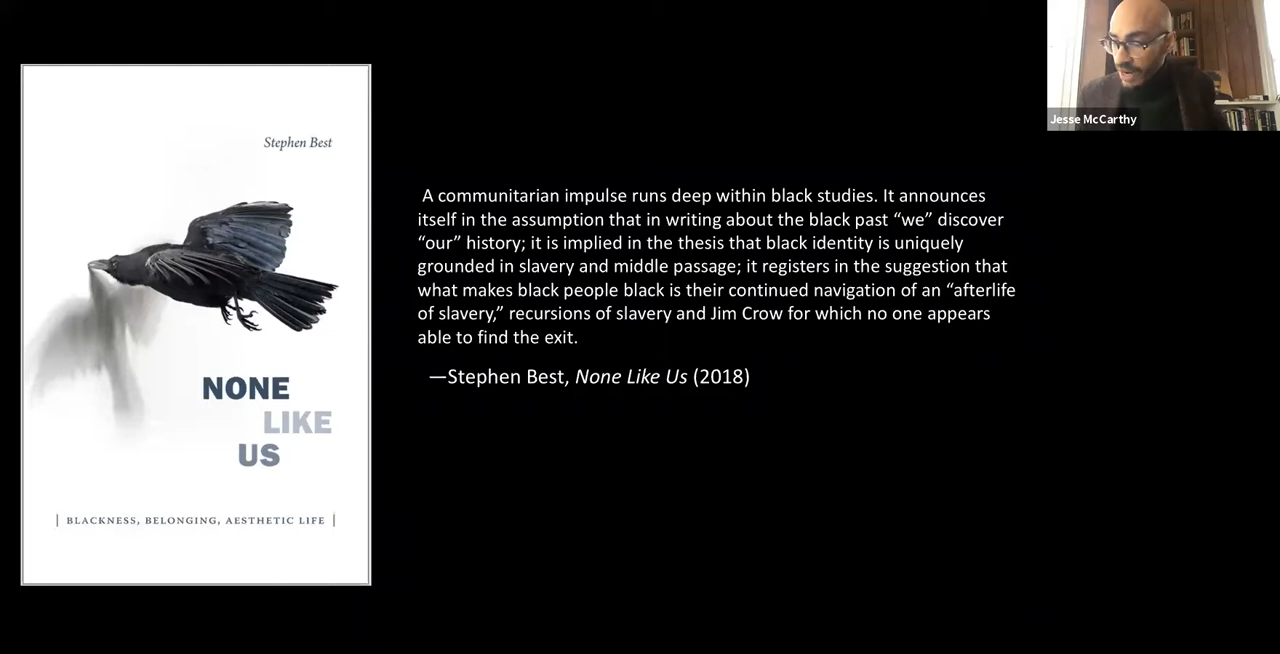 Stephen Best
NONE
LIKE
US
| BLACKNESS, BELONGING, AESTHETIC LIFE |
A communitarian impulse runs deep within black studies. It announces
itself in the assumption that in writing about the black past “we” discover
“our” history; it is implied in the thesis that black identity is uniquely
grounded in slavery and middle passage; it registers in the suggestion that
what makes black people black is their continued navigation of an “afterlife
of slavery,” recursions of slavery and Jim Crow for which no one appears
able to find the exit.
—Stephen Best, None Like Us (2018)
Jesse McCarthy